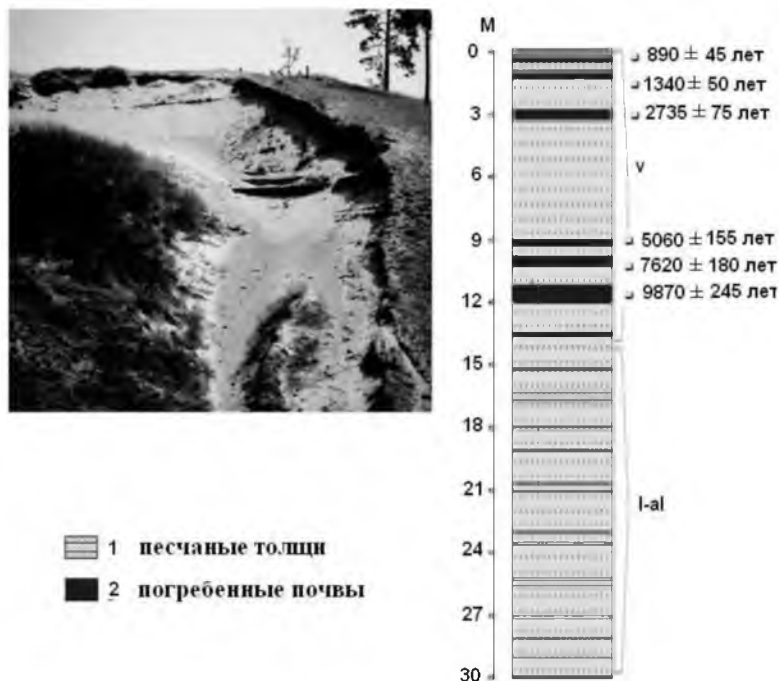 М
0
3
6
9
12
15
18
21
24
27
30
890 ± 45 лет
1340 ± 50 лет
2735 ± 75 лет
v
5060 ± 155 лет
7620 ± 180 лет
9870 ± 245 лет
l-al
1 песчаные толщи
2 погребенные почвы